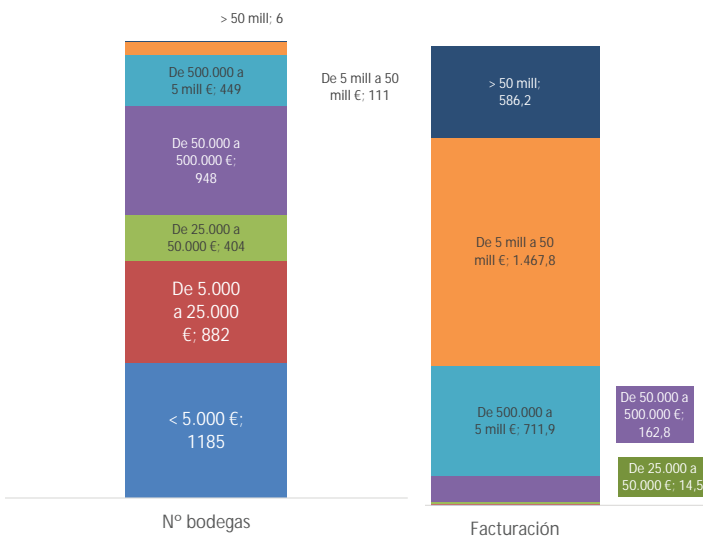 > 50 mill; 6
De 500.000 a
5 mill €; 449
De 5 mill a 50
mill €; 111
De 50.000 a
500.000 €;
948
De 25.000 a
50.000 €; 404
De 5.000
a 25.000
€; 882
< 5.000 €;
1185
Nº bodegas
> 50 mill;
586,2
De 5 mill a 50
mill €; 1.467,8
De 500.000 a
5 mill €; 711,9
De 50.000 a
500.000 €;
162,8
De 25.000 a
50.000 €; 14,5
Facturación